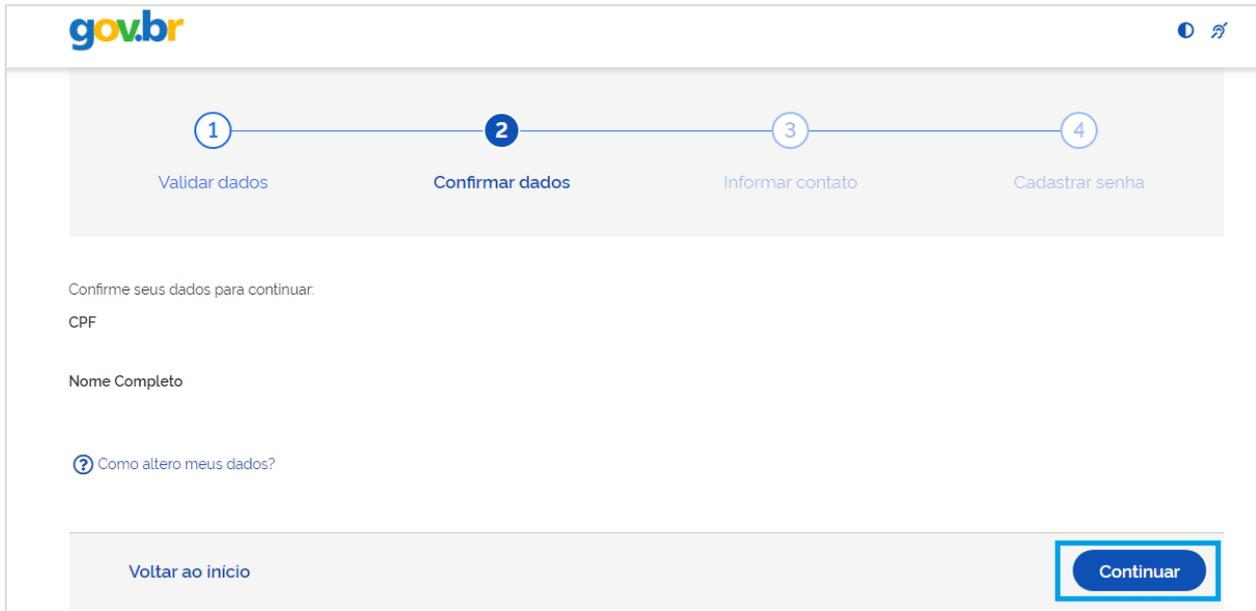 gov.br
1 2 3 4
Validar dados Confirmar dados Informar contato Cadastrar senha
Confirme seus dados para continuar:
CPF
Nome Completo
? Como altero meus dados?
Voltar ao início Continuar